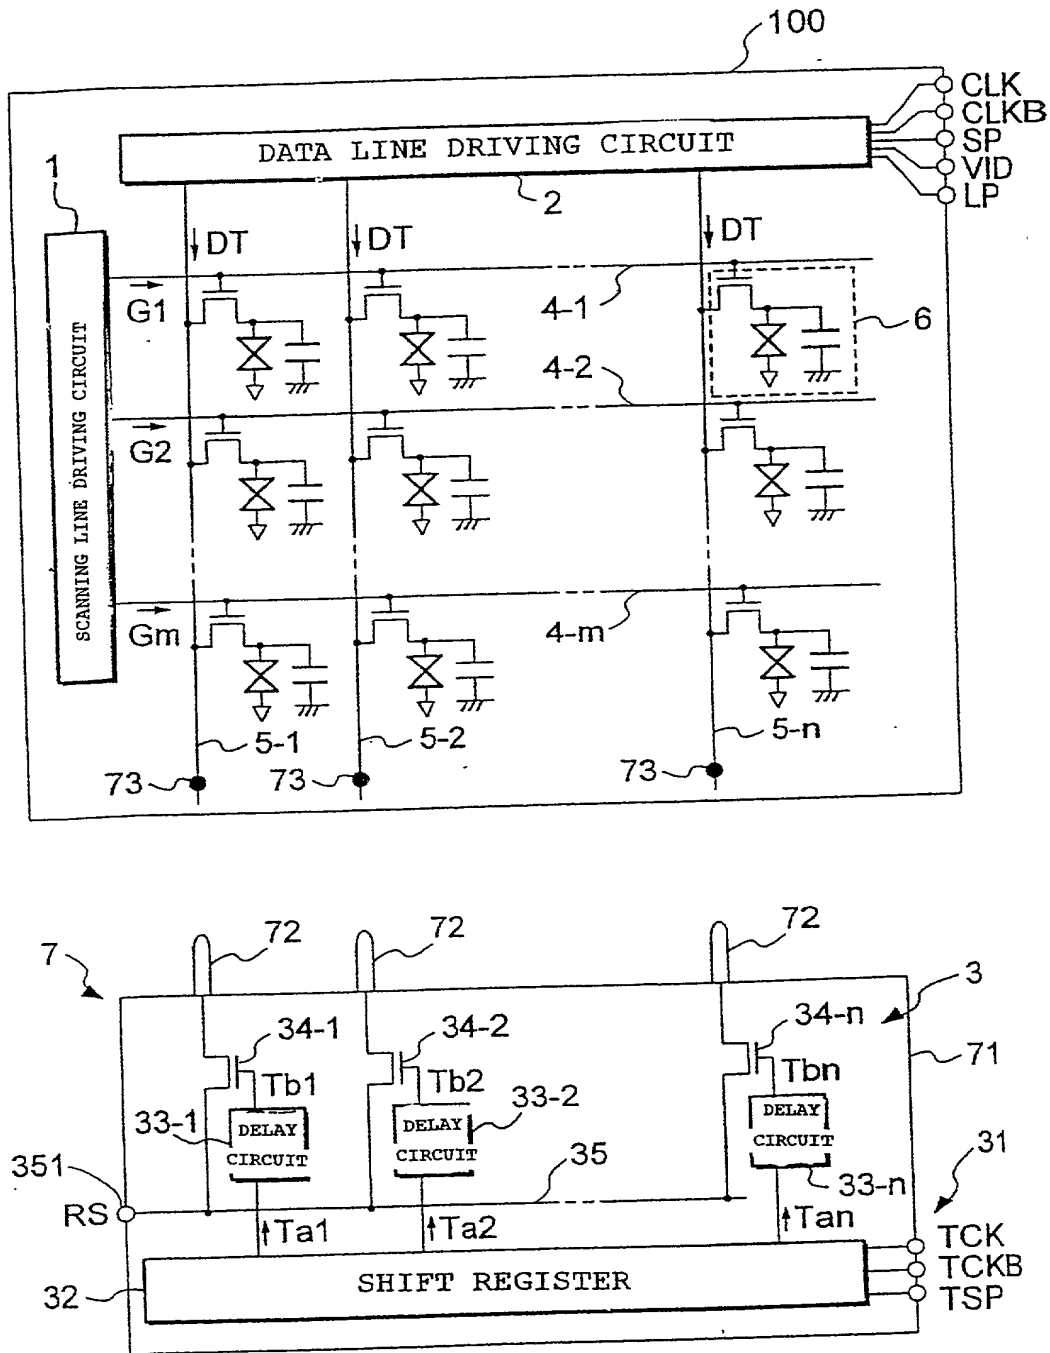 100
CLK
CLKB
SP
VID
LP
DATA LINE DRIVING CIRCUIT
1
2
DT DT DT
G1
4-1
6
4-2
G2
SCANNING LINE DRIVING CIRCUIT
Gm
4-m
5-1 5-2 5-n
73 73 73
7
72 72 72
3
34-1 34-2 34-n
71
Tb1 Tb2 Tbn
33-1
DELAY
CIRCUIT
33-2
DELAY
CIRCUIT
DELAY
CIRCUIT
33-n
351
35
31
RS
Ta1 Ta2 Tan
TCK
TCKB
TSP
32
SHIFT REGISTER